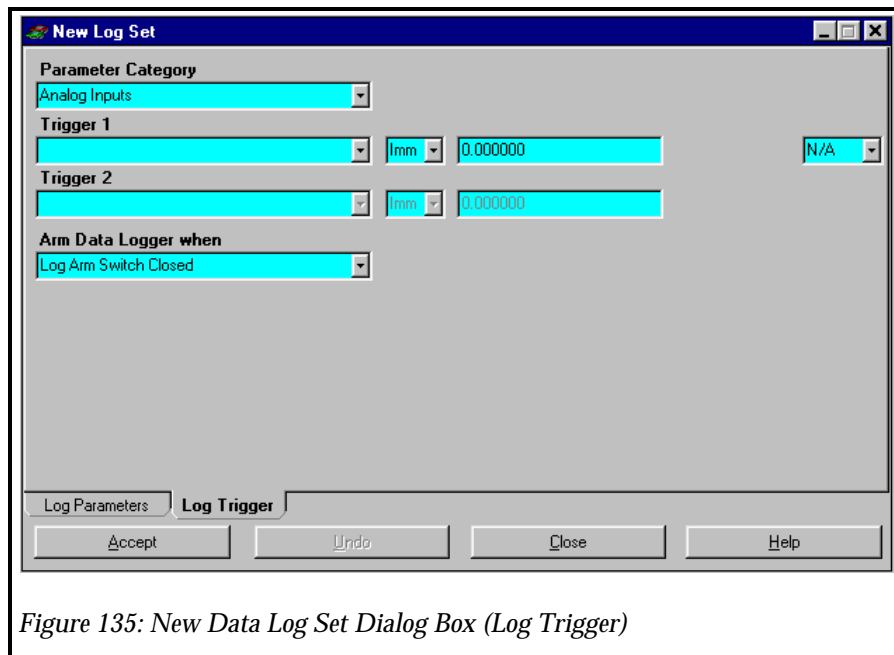 New Log Set
Parameter Category
Analog Inputs
Trigger 1
Imm 0.000000 N/A
Trigger 2
Imm 0.000000
Arm Data Logger when
Log Arm Switch Closed
Log Parameters Log Trigger
Accept Undo Close Help
Figure 135: New Data Log Set Dialog Box (Log Trigger)